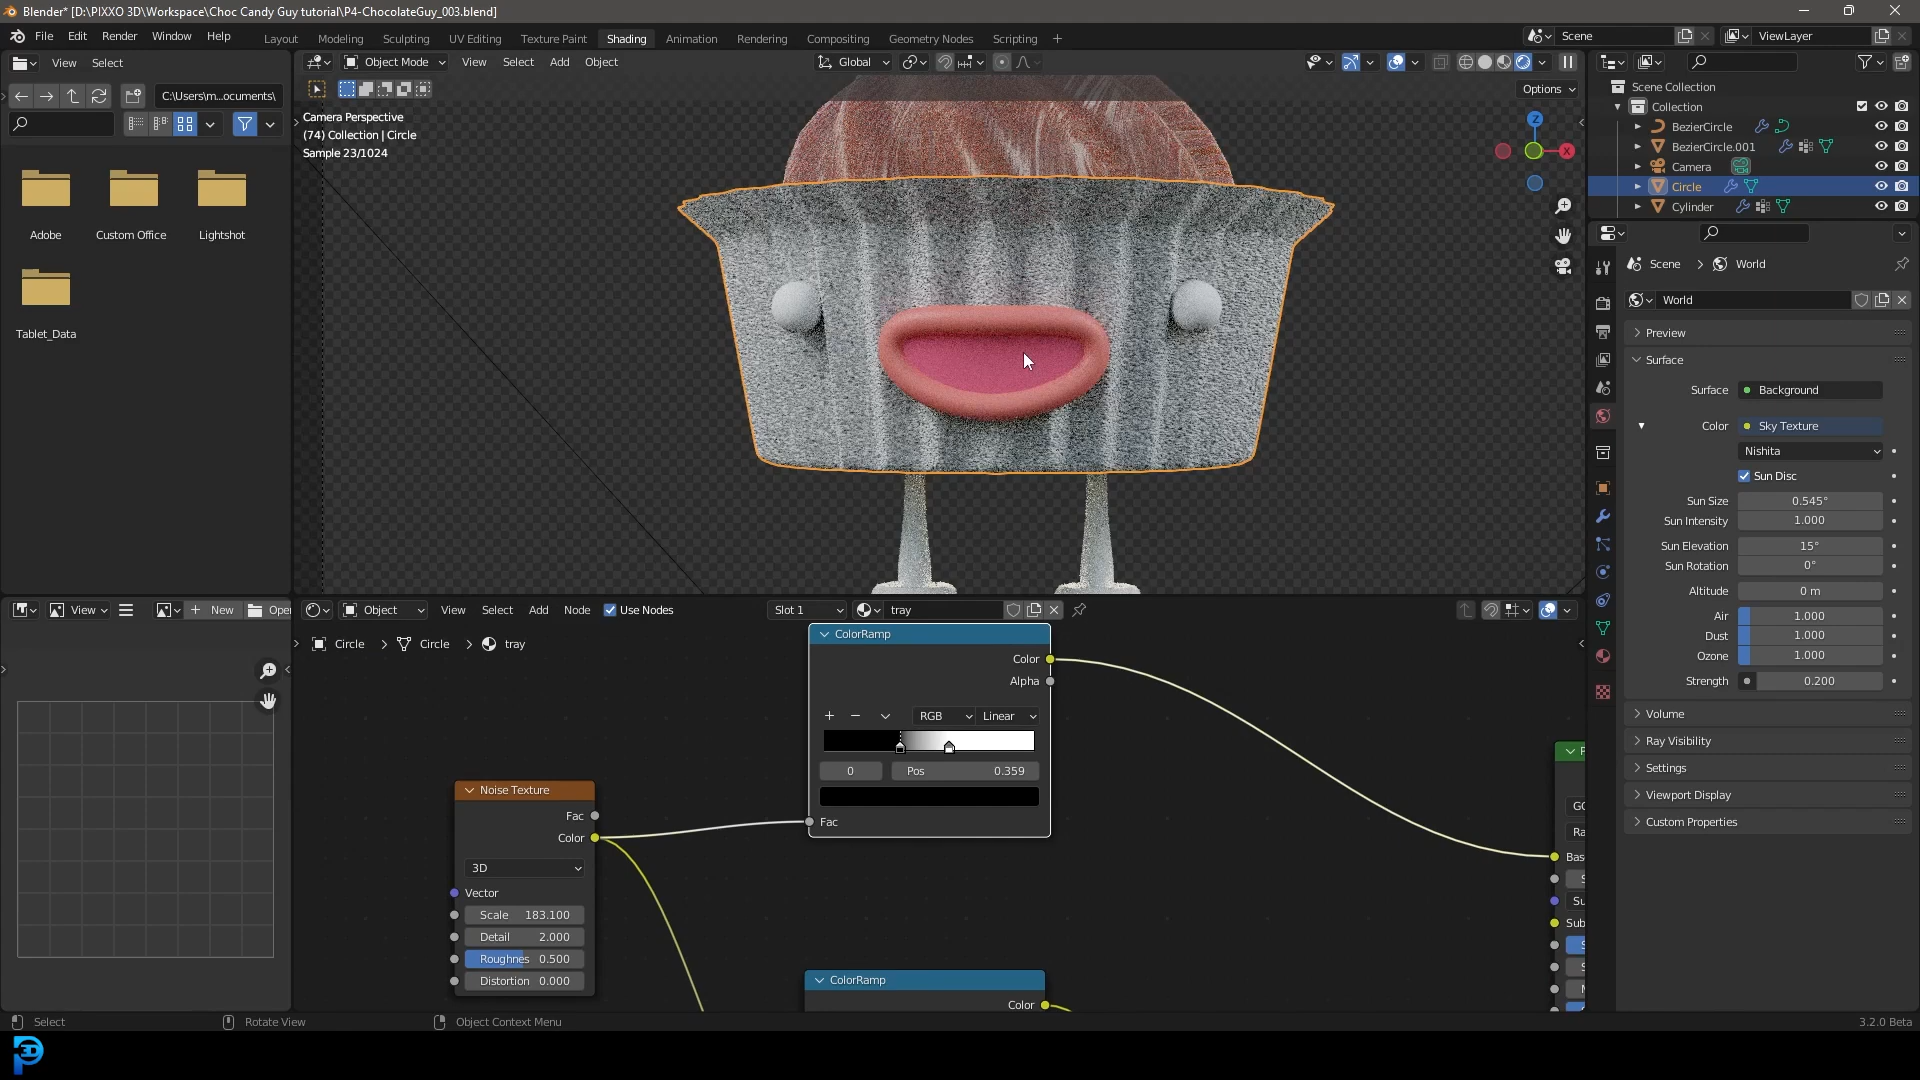 Blender* [D:\PIXXO 3D\Workspace\Choc Candy Guy tutorial\P4-ChocolateGuy_003.blend]
File Edit Render Window Help
Layout Modeling Sculpting UV Editing Texture Paint Shading Animation Rendering Compositing Geometry Nodes Scripting +
Scene
ViewLayer
View Select
Object Mode View Select Add Object
Global
C:\Users\m...ocuments\
Options
Camera Perspective
(74) Collection | Circle
Sample 23/1024
Z
X
Adobe Custom Office Lightshot
Tablet_Data
Scene Collection
Collection
BezierCircle
BezierCircle.001
Camera
Circle
Cylinder
Scene > World
World
Preview
Surface
Surface Background
Color Sky Texture
Nishita
Sun Disc
Sun Size 0.545°
Sun Intensity 1.000
Sun Elevation 15°
Sun Rotation 0°
Altitude 0 m
Air 1.000
Dust 1.000
Ozone 1.000
Strength 0.200
Volume
Ray Visibility
Settings
Viewport Display
Custom Properties
View New Open
Object View Select Add Node Use Nodes Slot 1 tray
Circle > Circle > tray
ColorRamp
Color
Alpha
RGB Linear
0 Pos 0.359
Fac
Noise Texture
Fac
Color
3D
Vector
Scale 183.100
Detail 2.000
Roughnes 0.500
Distortion 0.000
ColorRamp
Color
P
GG
Ra
Bas
S
Su
Sub
S
S
M
Select Rotate View Object Context Menu 3.2.0 Beta
3D